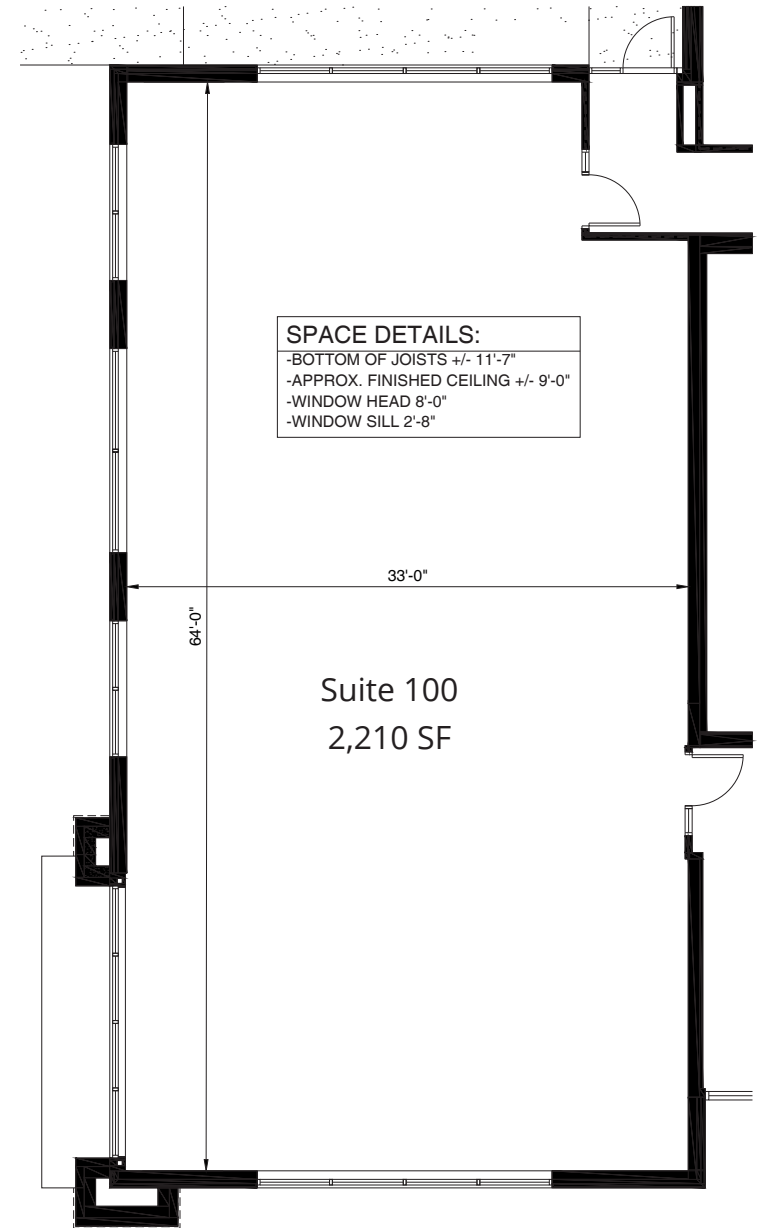 SPACE DETAILS:
-BOTTOM OF JOISTS +/- 11'-7"
-APPROX. FINISHED CEILING +/- 9'-0"
-WINDOW HEAD 8'-0"
-WINDOW SILL 2'-8"
33'-0"
64'-0"
Suite 100
2,210 SF